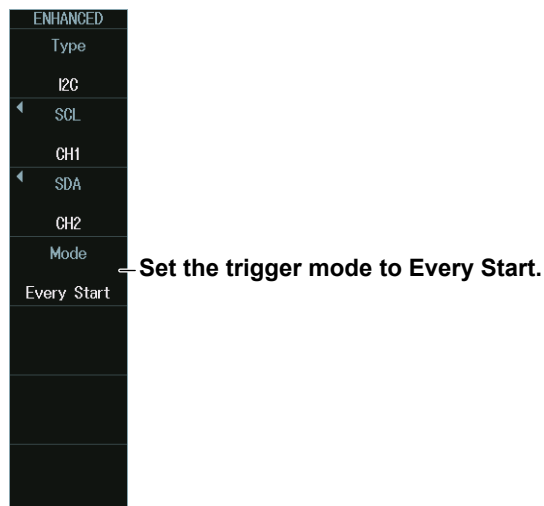 ENHANCED
Type
I2C
SCL
CH1
SDA
CH2
Mode
Set the trigger mode to Every Start.
Every Start